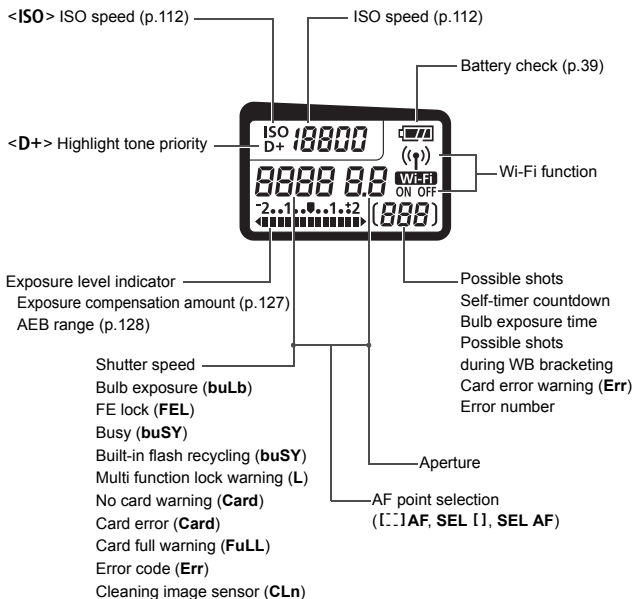 <ISO> ISO speed (p.112)
ISO speed (p.112)
Battery check (p.39)
<D+> Highlight tone priority
ISO 18800
D+
Wi-Fi
ON OFF
8888 8.8
-2..1..0..1.+2
(888)
Wi-Fi function
Exposure level indicator
Exposure compensation amount (p.127)
AEB range (p.128)
Possible shots
Self-timer countdown
Bulb exposure time
Possible shots
during WB bracketing
Card error warning (Err)
Error number
Shutter speed
Bulb exposure (buLb)
FE lock (FEL)
Busy (buSY)
Built-in flash recycling (buSY)
Multi function lock warning (L)
No card warning (Card)
Card error (Card)
Card full warning (FuLL)
Error code (Err)
Cleaning image sensor (CLn)
Aperture
AF point selection
([ ] AF, SEL [ ], SEL AF)